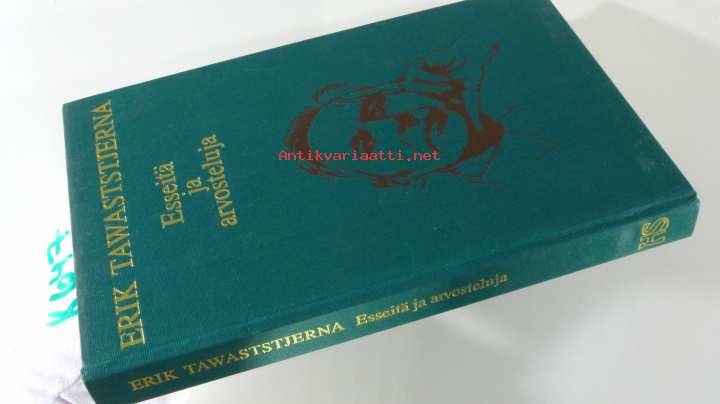 ERIK TAWASTSTJERNA
Esseitä
ja
arvosteluja
Antikvariaatti.net
ERIK TAWASTSTJERNA Esseitä ja arvosteluja